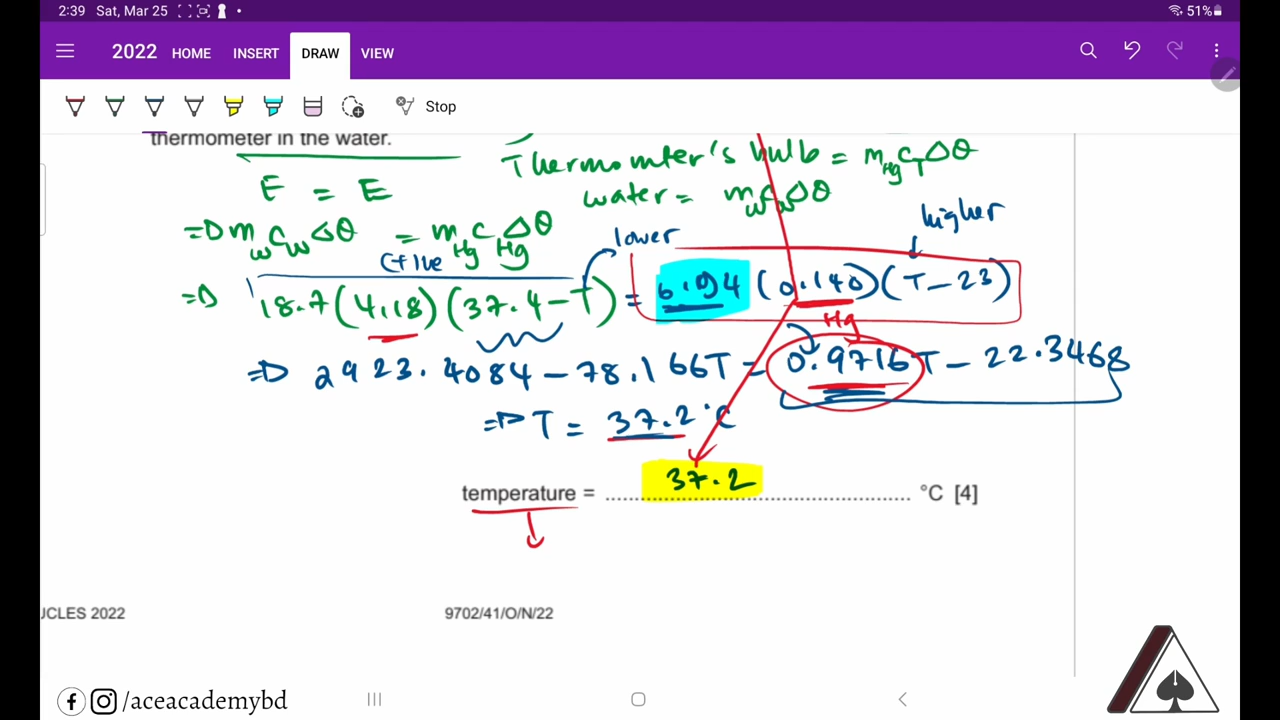 2:39 Sat, Mar 25 51%
2022 HOME INSERT DRAW VIEW
Stop
thermometer in the water.
Thermometer's bulb = mHg cT Δθ
E = E
water = mw cw Δθ
higher
=D mw cw Δθ = mHg cHg Δθ
lower
(+)ve
=D 18.7(4.18)(37.4-T) = 6.94(0.140)(T-23)
Hg
=D 2923.4084 - 78.166T = 0.9716T - 22.3468
=D T = 37.2°C
37.2
temperature = ............................................ °C [4]
UCLES 2022 9702/41/O/N/22
/aceacademybd